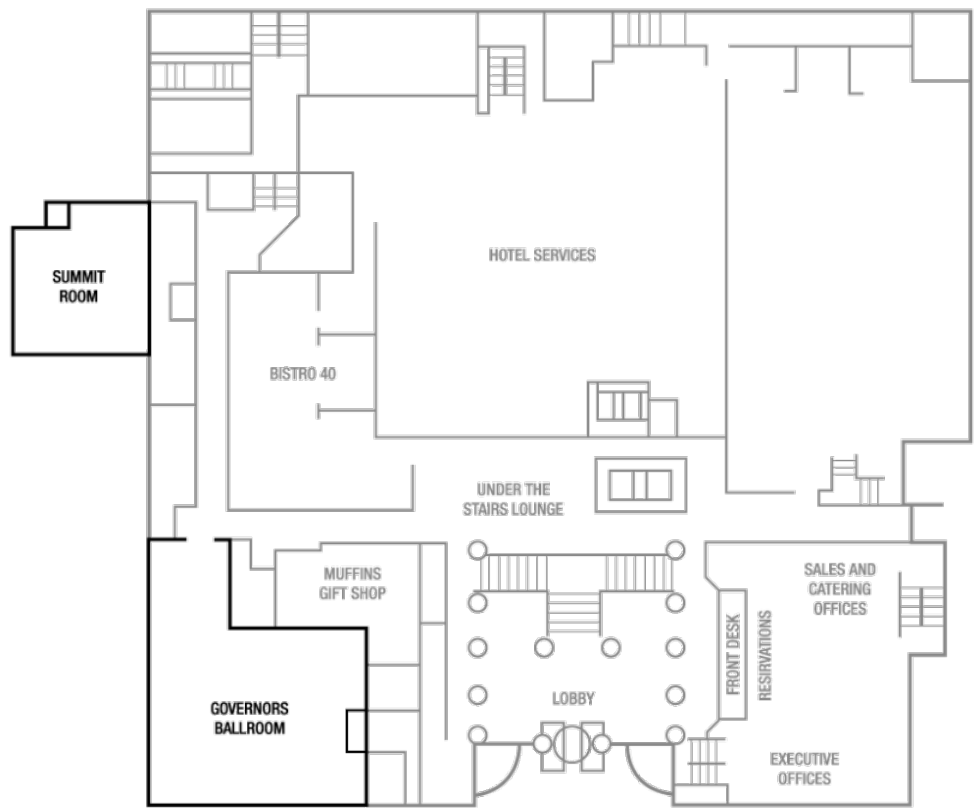 HOTEL SERVICES
SUMMIT
ROOM
BISTRO 40
UNDER THE
STAIRS LOUNGE
MUFFINS
GIFT SHOP
SALES AND
CATERING
OFFICES
FRONT DESK
RESIRVATIONS
LOBBY
GOVERNORS
BALLROOM
EXECUTIVE
OFFICES